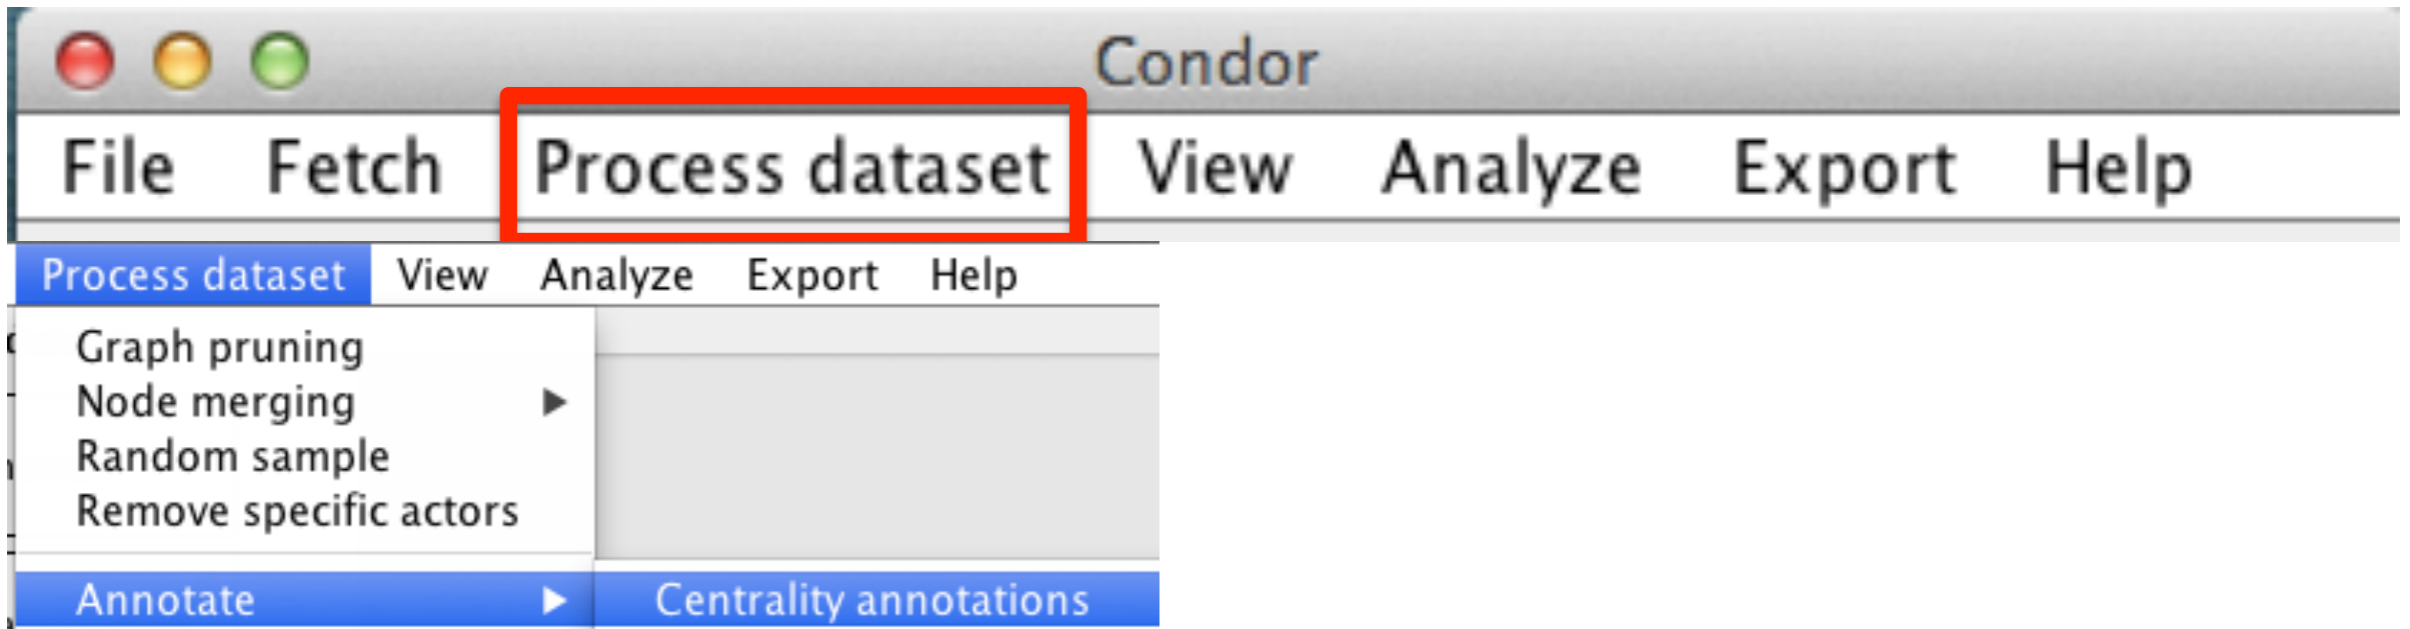 Condor
File Fetch Process dataset View Analyze Export Help
Process dataset View Analyze Export Help
Graph pruning
Node merging
Random sample
Remove specific actors
Annotate Centrality annotations